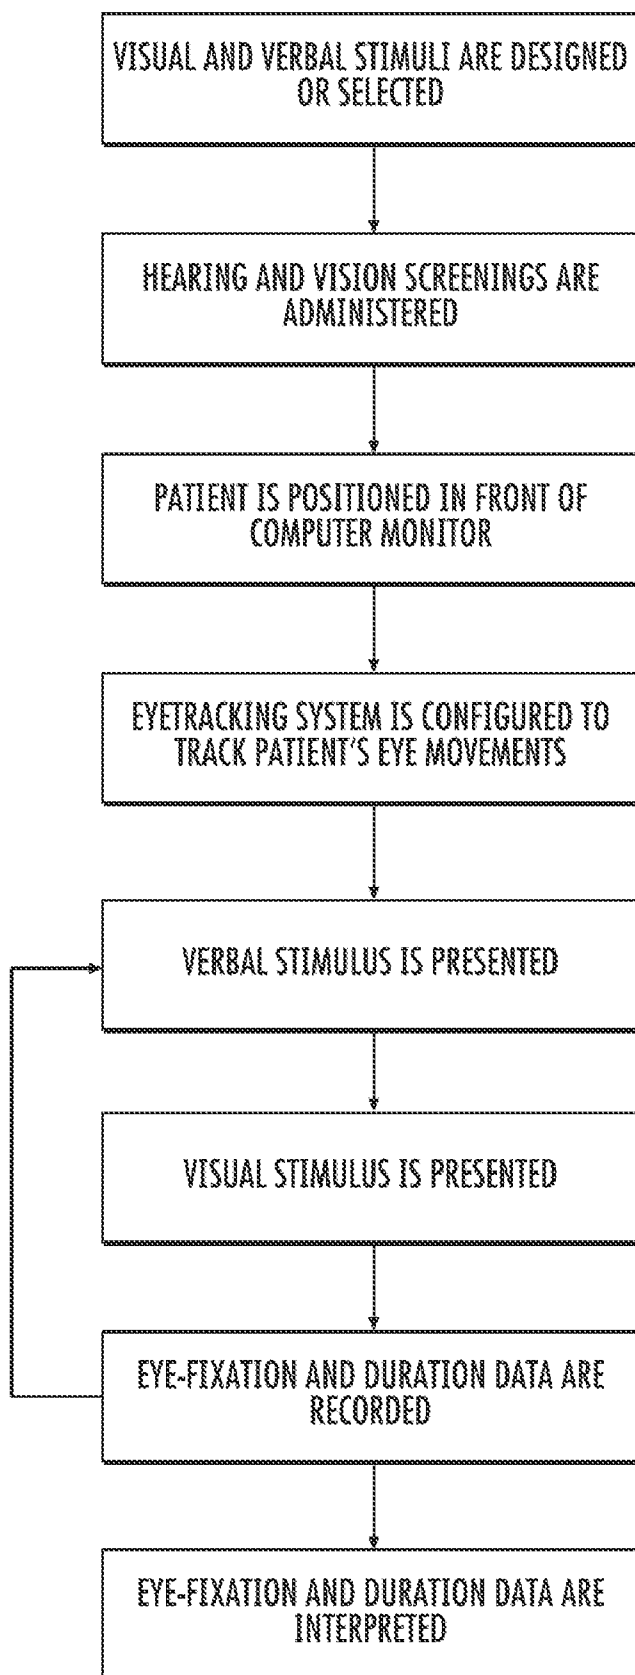 VISUAL AND VERBAL STIMULI ARE DESIGNED
OR SELECTED
HEARING AND VISION SCREENINGS ARE
ADMINISTERED
PATIENT IS POSITIONED IN FRONT OF
COMPUTER MONITOR
EYETRACKING SYSTEM IS CONFIGURED TO
TRACK PATIENT'S EYE MOVEMENTS
VERBAL STIMULUS IS PRESENTED
VISUAL STIMULUS IS PRESENTED
EYE-FIXATION AND DURATION DATA ARE
RECORDED
EYE-FIXATION AND DURATION DATA ARE
INTERPRETED